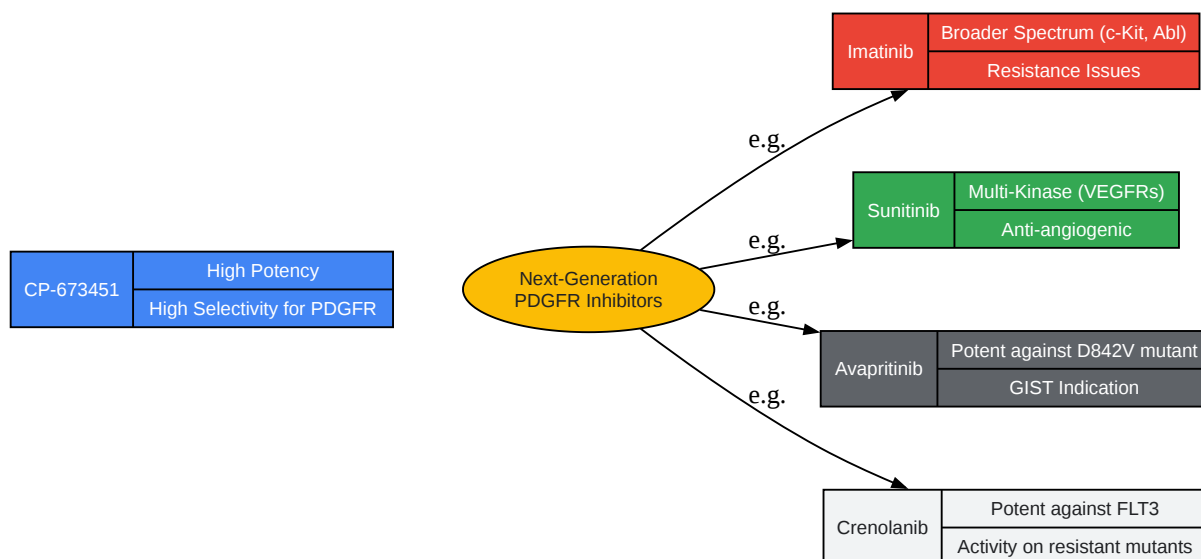 CP-673451
High Potency
High Selectivity for PDGFR
Next-Generation
PDGFR Inhibitors
e.g.
Imatinib
Broader Spectrum (c-Kit, Abl)
Resistance Issues
e.g.
Sunitinib
Multi-Kinase (VEGFRs)
Anti-angiogenic
e.g.
Avapritinib
Potent against D842V mutant
GIST Indication
e.g.
Crenolanib
Potent against FLT3
Activity on resistant mutants